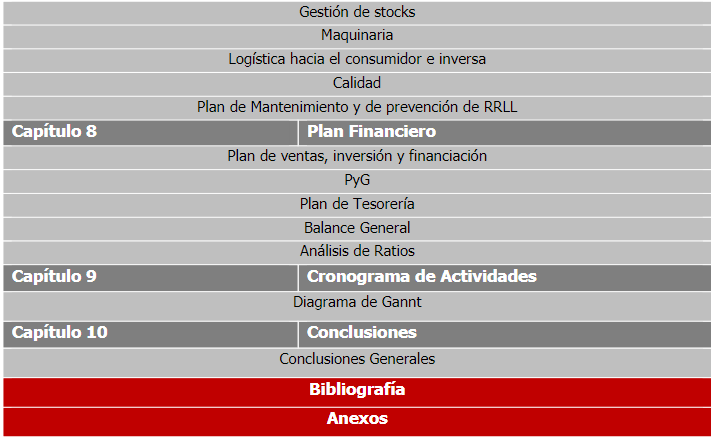 Gestión de stocks
Maquinaria
Logística hacia el consumidor e inversa
Calidad
Plan de Mantenimiento y de prevención de RRLL
Capítulo 8 Plan Financiero
Plan de ventas, inversión y financiación
PyG
Plan de Tesorería
Balance General
Análisis de Ratios
Capítulo 9 Cronograma de Actividades
Diagrama de Gannt
Capítulo 10 Conclusiones
Conclusiones Generales
Bibliografía
Anexos